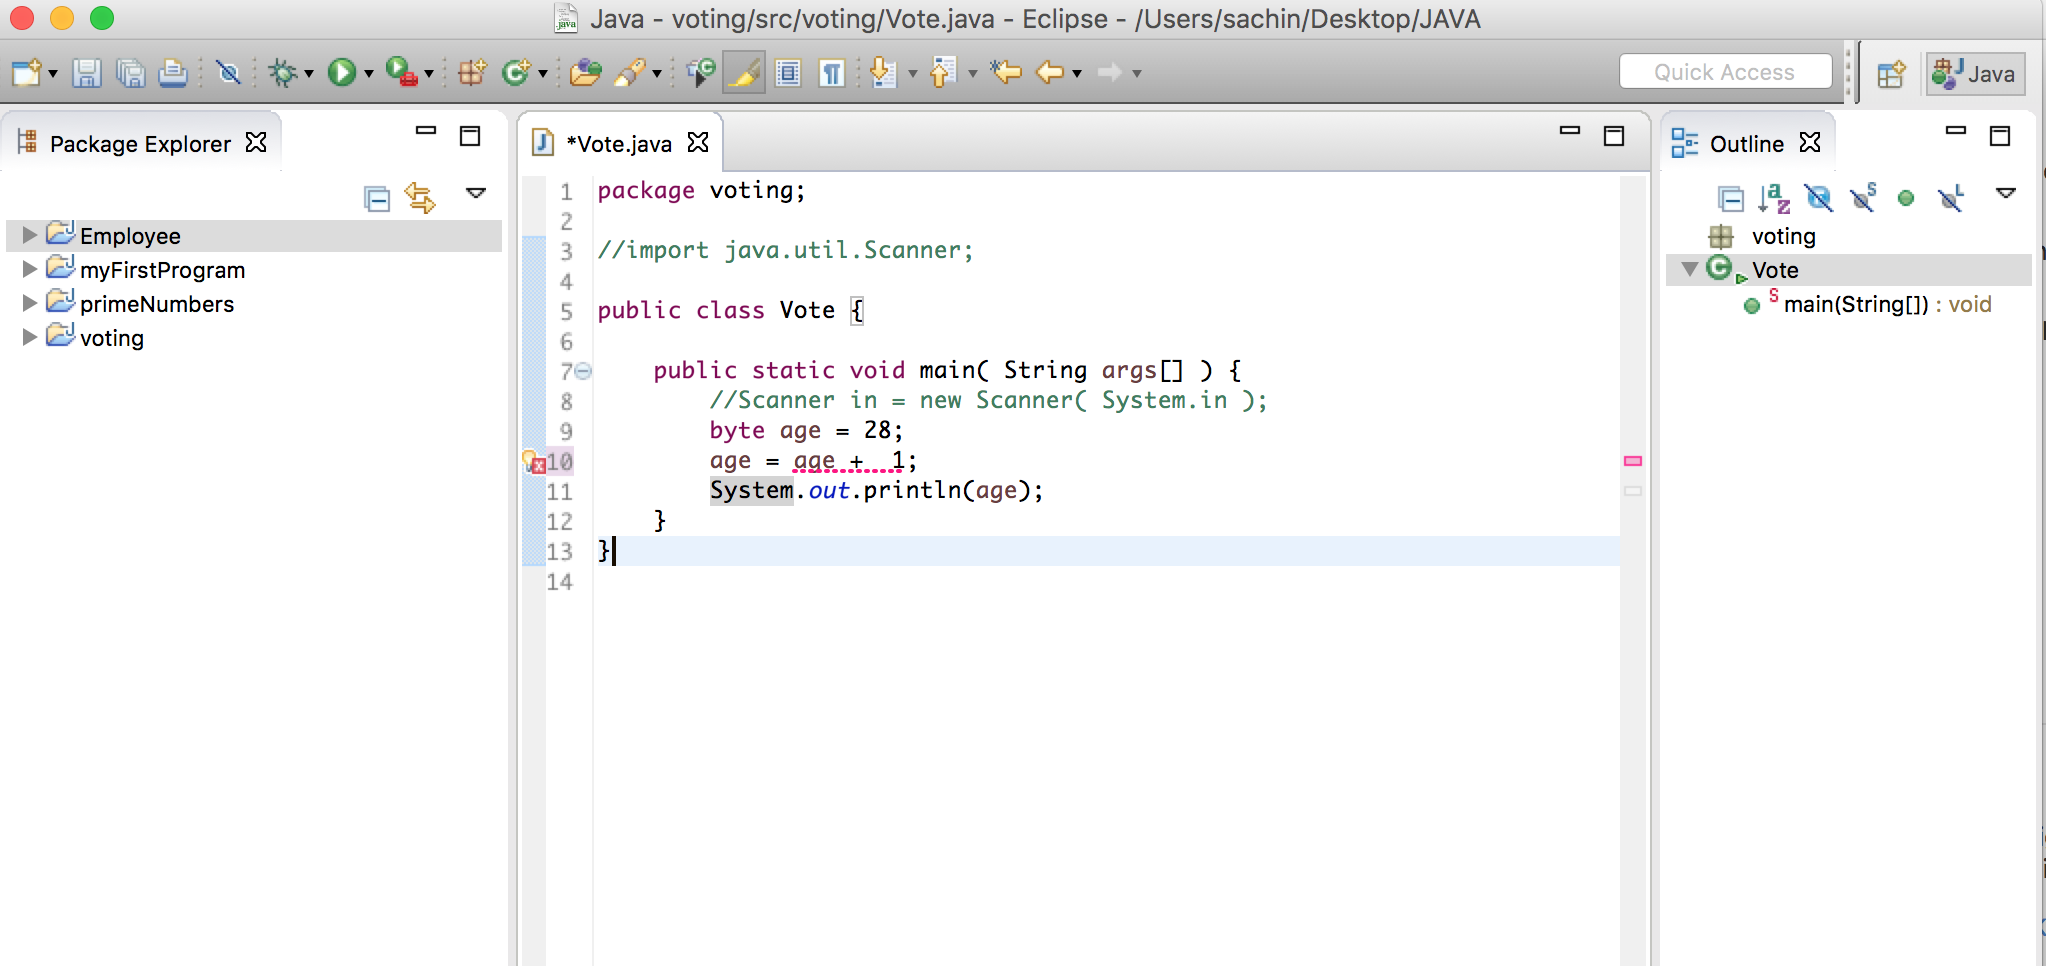 Java - voting/src/voting/Vote.java - Eclipse - /Users/sachin/Desktop/JAVA
Quick Access
Java
Package Explorer
Employee
myFirstProgram
primeNumbers
voting
*Vote.java
1 package voting;
2
3 //import java.util.Scanner;
4
5 public class Vote {
6
7 public static void main( String args[] ) {
8 //Scanner in = new Scanner( System.in );
9 byte age = 28;
10 age = age +  1;
11 System.out.println(age);
12 }
13 }
14
Outline
voting
Vote
main(String[]) : void